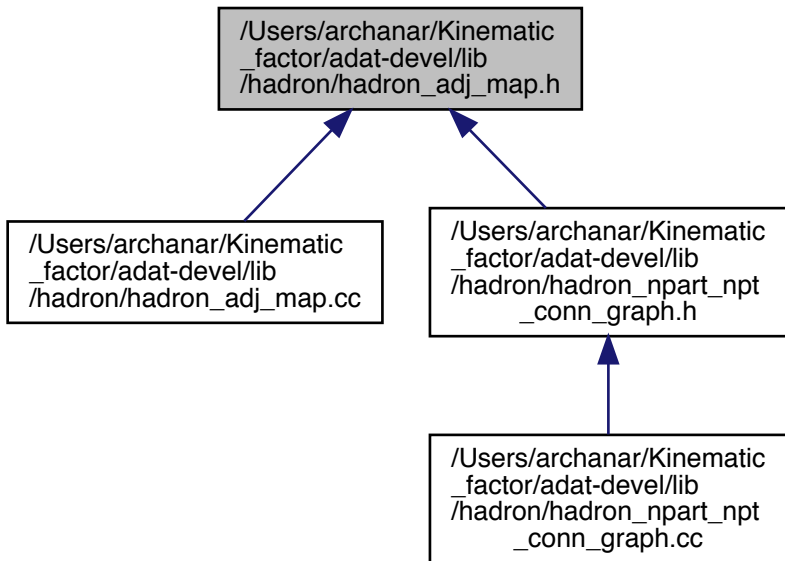 /Users/archanar/Kinematic
_factor/adat-devel/lib
/hadron/hadron_adj_map.h
/Users/archanar/Kinematic
_factor/adat-devel/lib
/hadron/hadron_adj_map.cc
/Users/archanar/Kinematic
_factor/adat-devel/lib
/hadron/hadron_npart_npt
_conn_graph.h
/Users/archanar/Kinematic
_factor/adat-devel/lib
/hadron/hadron_npart_npt
_conn_graph.cc